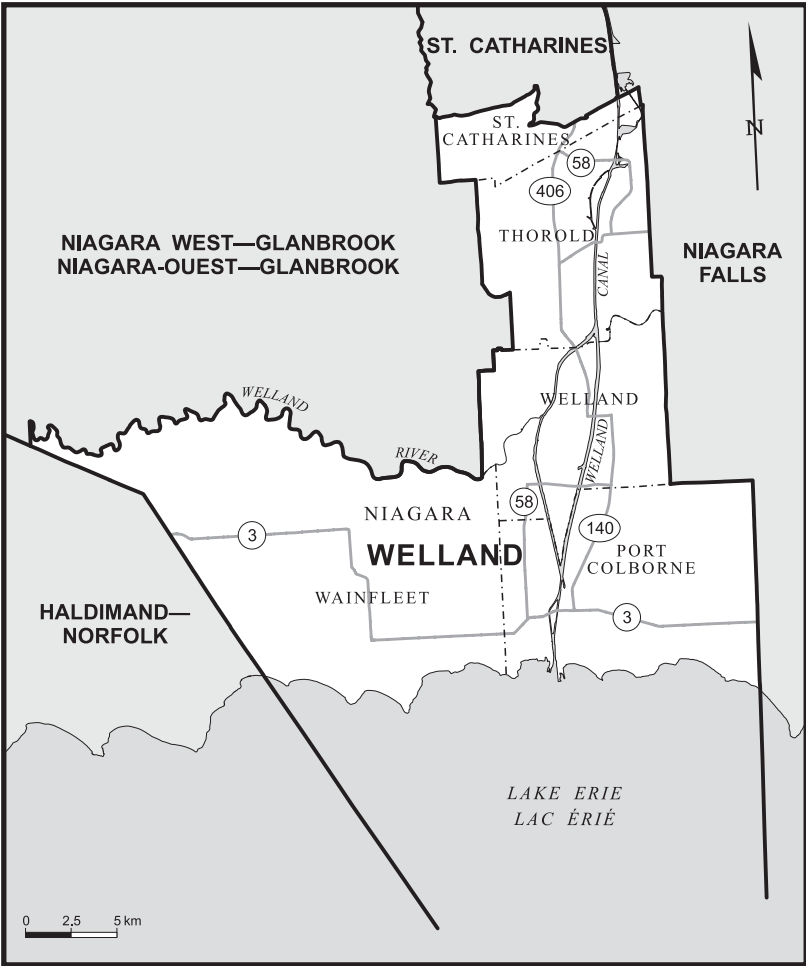 ST. CATHARINES
N
ST.
CATHARINES
58
406
NIAGARA WEST—GLANBROOK
NIAGARA-OUEST—GLANBROOK
THOROLD
NIAGARA
FALLS
CANAL
WELLAND
WELLAND
RIVER
WELLAND
58
NIAGARA
140
3
WELLAND
PORT
COLBORNE
WAINFLEET
HALDIMAND—
NORFOLK
3
LAKE ERIE
LAC ÉRIÉ
0 2.5 5 km